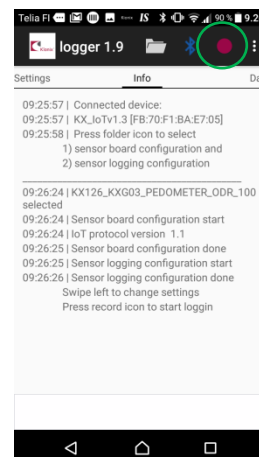 Telia FI 90 % 9.2
logger 1.9
Settings Info Da
09:25:57 | Connected device:
09:25:57 | KX_IoTv1.3 [FB:70:F1:BA:E7:05]
09:25:58 | Press folder icon to select
1) sensor board configuration and
2) sensor logging configuration
09:26:24 | KX126_KXG03_PEDOMETER_ODR_100
selected
09:26:24 | Sensor board configuration start
09:26:24 | IoT protocol version 1.1
09:26:25 | Sensor board configuration done
09:26:25 | Sensor logging configuration start
09:26:26 | Sensor logging configuration done
Swipe left to change settings
Press record icon to start loggin